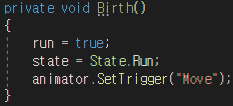 private void Birth()
{
run = true;
state = State.Run;
animator.SetTrigger("Move");
}